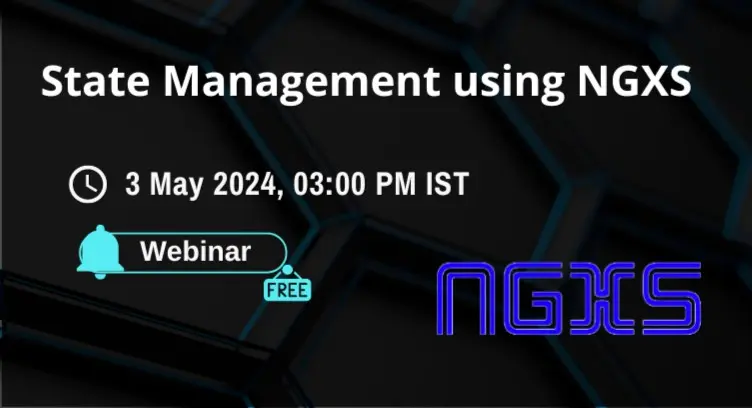 State Management using NGXS
3 May 2024, 03:00 PM IST
Webinar
FREE
NGXS